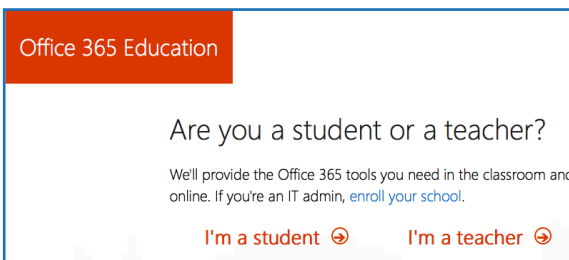 Office 365 Education
Are you a student or a teacher?
We'll provide the Office 365 tools you need in the classroom and
online. If you're an IT admin, enroll your school.
I'm a student I'm a teacher